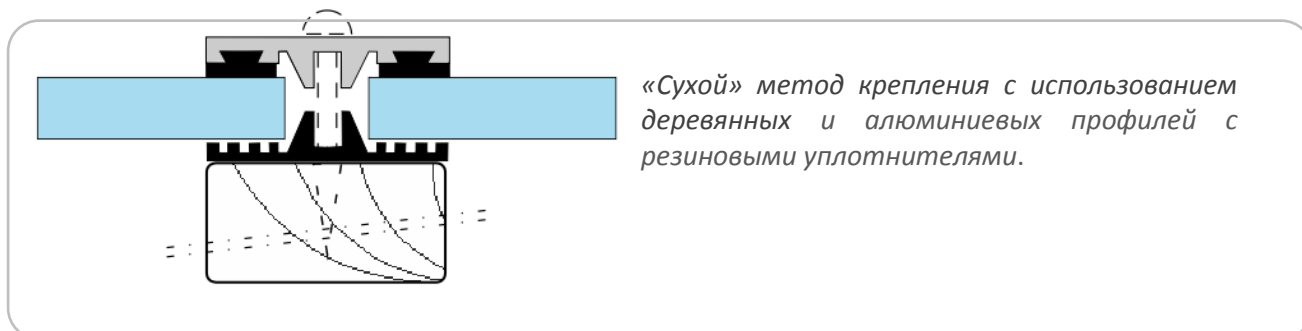 «Сухой» метод крепления с использованием
деревянных и алюминиевых профилей с
резиновыми уплотнителями.